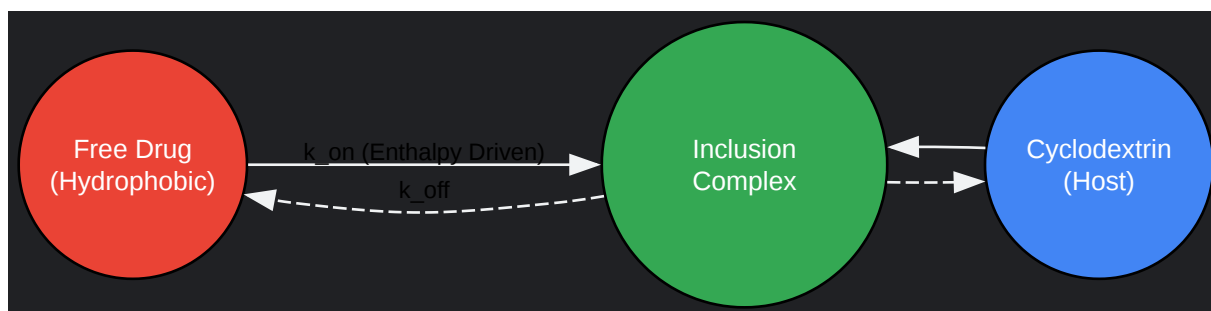 Free Drug
(Hydrophobic)
k_on (Enthalpy Driven)
k_off
Inclusion
Complex
Cyclodextrin
(Host)